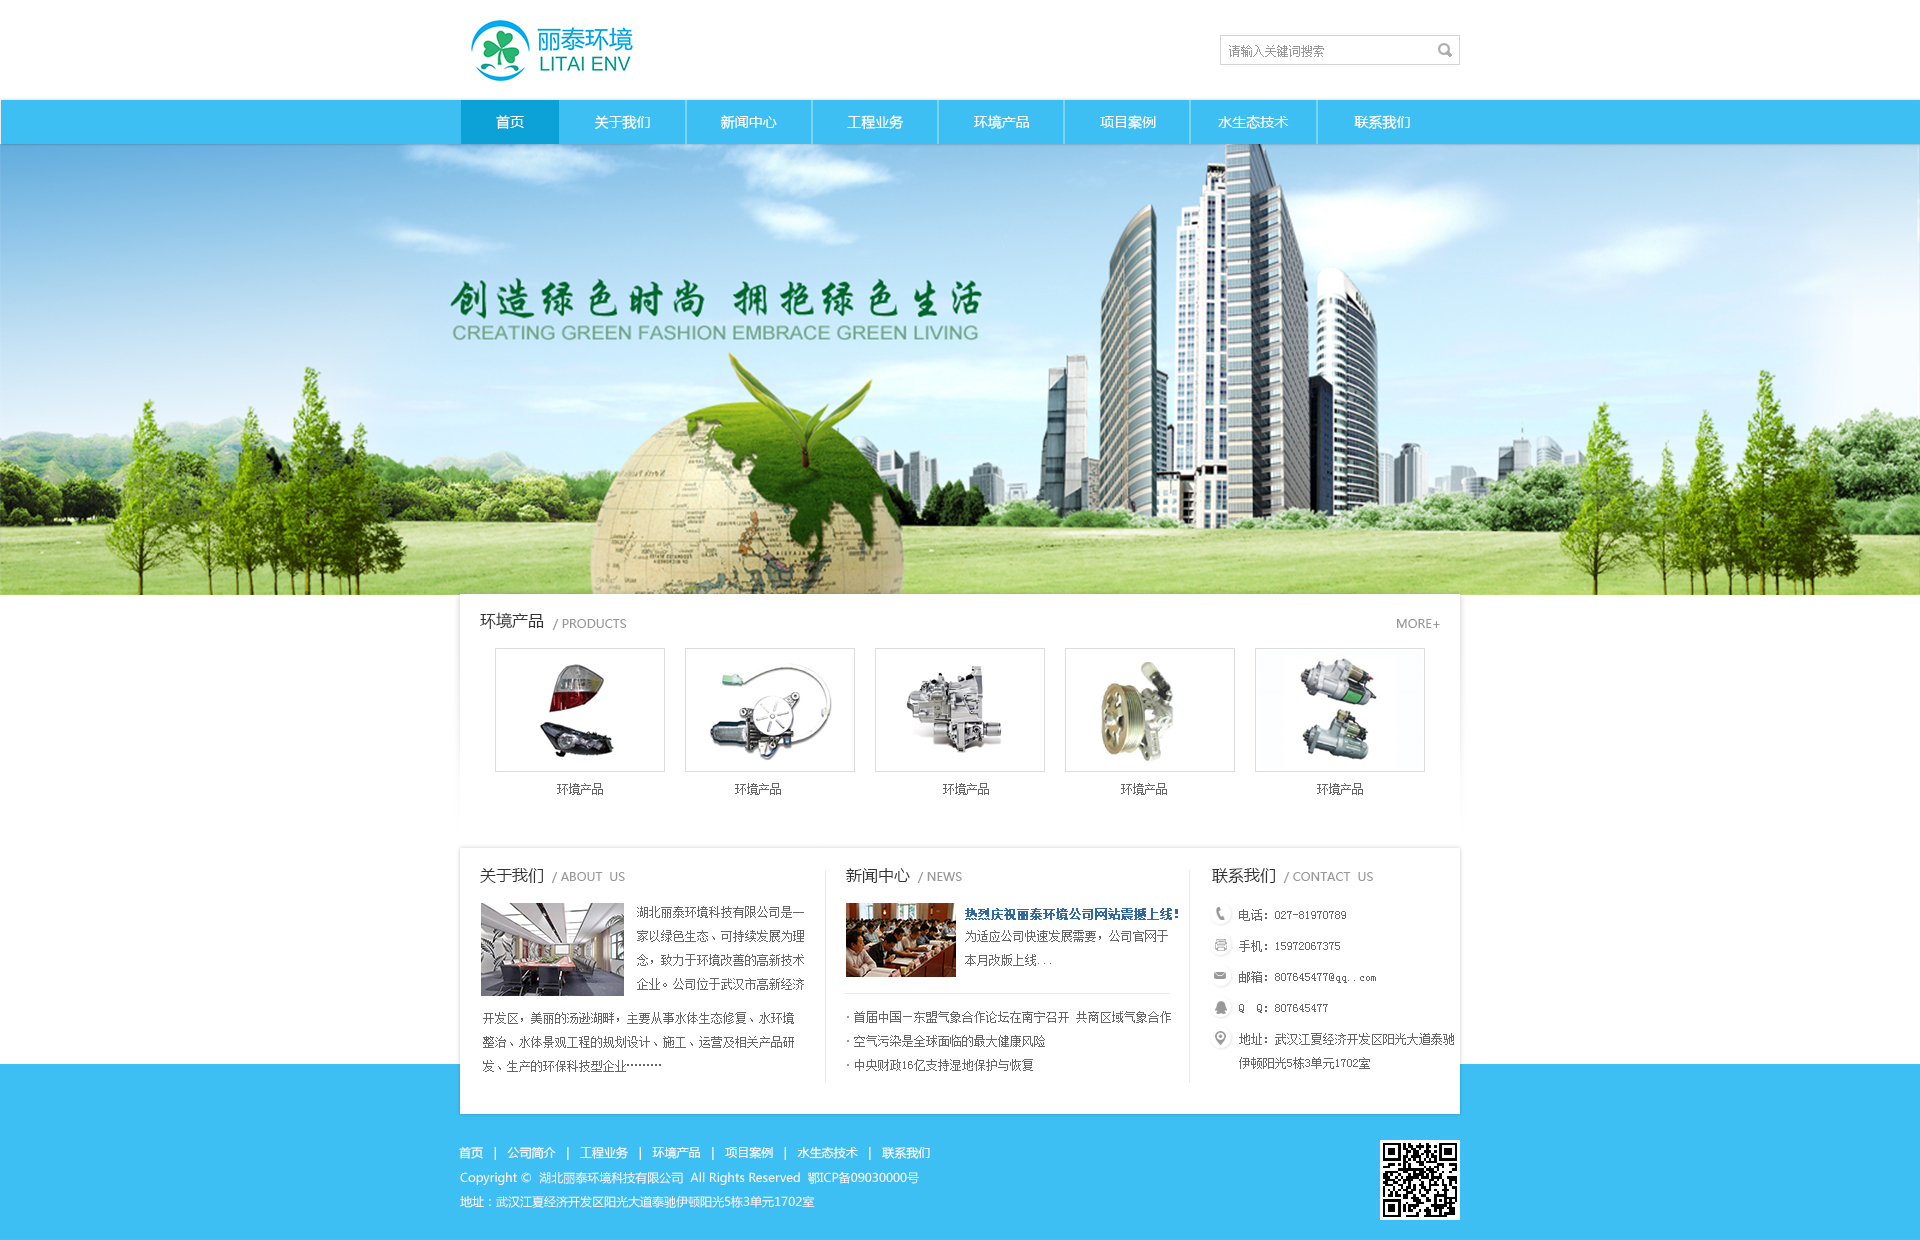 丽泰环境
LITAI ENV
请输入关键词搜索
首页 关于我们 新闻中心 工程业务 环境产品 项目案例 水生态技术 联系我们
创造绿色时尚 拥抱绿色生活
CREATING GREEN FASHION EMBRACE GREEN LIVING
环境产品 / PRODUCTS MORE+
环境产品 环境产品 环境产品 环境产品 环境产品
关于我们 / ABOUT US
湖北丽泰环境科技有限公司是一
家以绿色生态、可持续发展为理
念，致力于环境改善的高新技术
企业。公司位于武汉市高新经济
开发区，美丽的汤逊湖畔，主要从事水体生态修复、水环境
整治、水体景观工程的规划设计、施工、运营及相关产品研
发、生产的环保科技型企业………
新闻中心 / NEWS
热烈庆祝丽泰环境公司网站震撼上线！
为适应公司快速发展需要，公司官网于
本月改版上线...
· 首届中国—东盟气象合作论坛在南宁召开 共商区域气象合作
· 空气污染是全球面临的最大健康风险
· 中央财政16亿支持湿地保护与恢复
联系我们 / CONTACT US
电话：027-81970789
手机：15972067375
邮箱：807645477@qq..com
Q Q：807645477
地址：武汉江夏经济开发区阳光大道泰驰
伊顿阳光5栋3单元1702室
首页 | 公司简介 | 工程业务 | 环境产品 | 项目案例 | 水生态技术 | 联系我们
Copyright © 湖北丽泰环境科技有限公司 All Rights Reserved 鄂ICP备09030000号
地址：武汉江夏经济开发区阳光大道泰驰伊顿阳光5栋3单元1702室